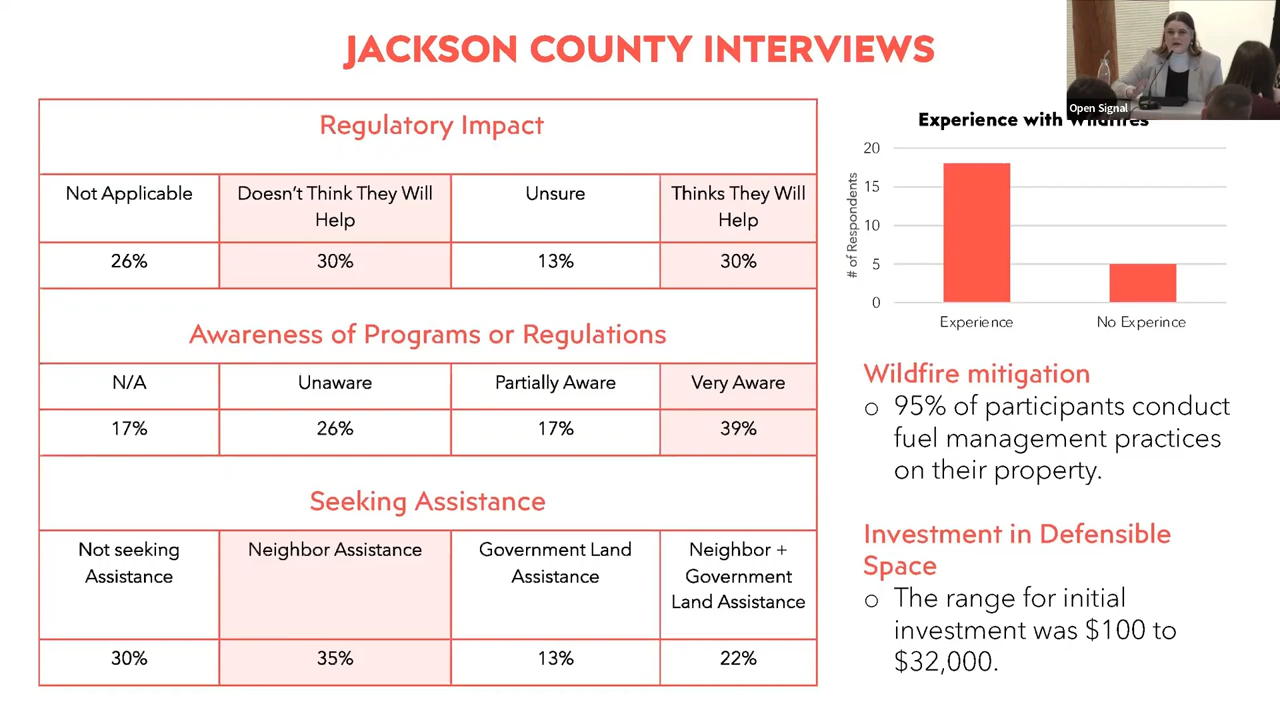 JACKSON COUNTY INTERVIEWS
Open Signal
Regulatory Impact
Not Applicable
Doesn't Think They Will
Help
Unsure
Thinks They Will
Help
26%
30%
13%
30%
Awareness of Programs or Regulations
N/A
Unaware
Partially Aware
Very Aware
17%
26%
17%
39%
Seeking Assistance
Not seeking
Assistance
Neighbor Assistance
Government Land
Assistance
Neighbor +
Government
Land Assistance
30%
35%
13%
22%
Experience with Wildfires
# of Respondents
20
15
10
5
0
Experience
No Experince
Wildfire mitigation
o 95% of participants conduct
fuel management practices
on their property.
Investment in Defensible
Space
o The range for initial
investment was $100 to
$32,000.